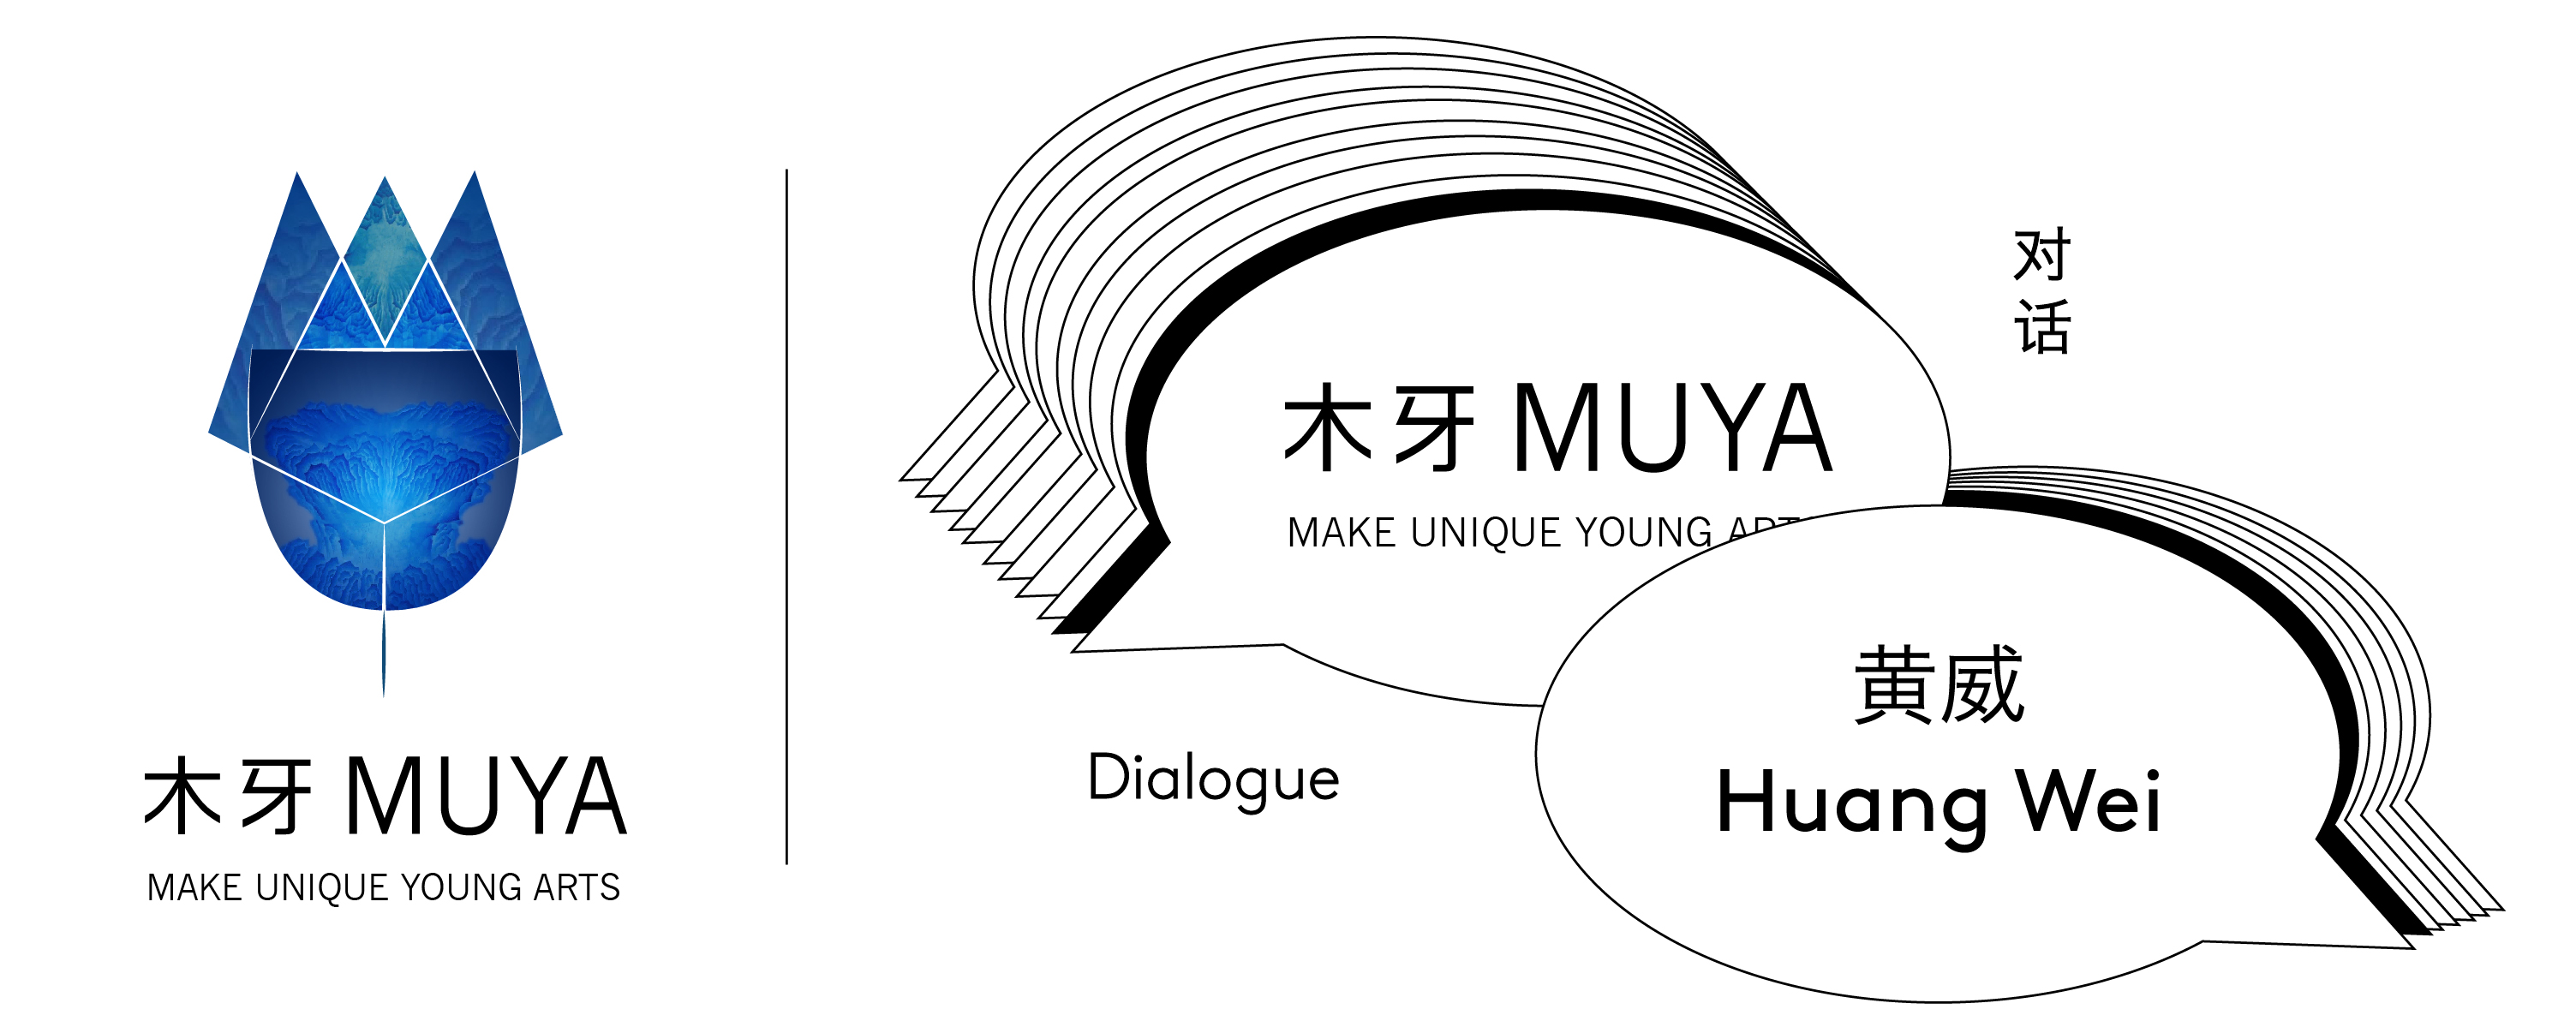 木牙 MUYA
MAKE UNIQUE YOUNG ARTS
对话
木牙 MUYA
MAKE UNIQUE YOUNG
黄威
Huang Wei
Dialogue